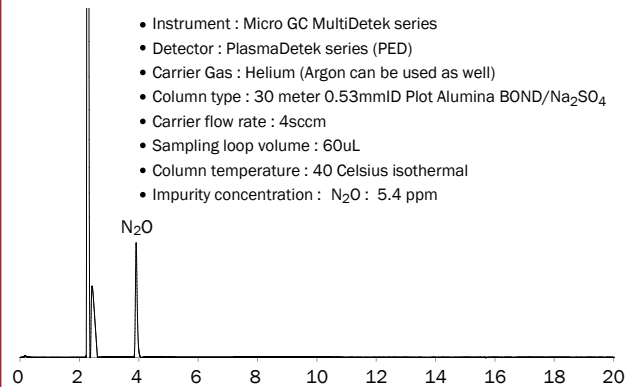 • Instrument : Micro GC MultiDetek series
• Detector : PlasmaDetek series (PED)
• Carrier Gas : Helium (Argon can be used as well)
• Column type : 30 meter 0.53mmID Plot Alumina BOND/Na₂SO₄
• Carrier flow rate : 4sccm
• Sampling loop volume : 60uL
• Column temperature : 40 Celsius isothermal
• Impurity concentration : N₂O : 5.4 ppm
N₂O
0 2 4 6 8 10 12 14 16 18 20